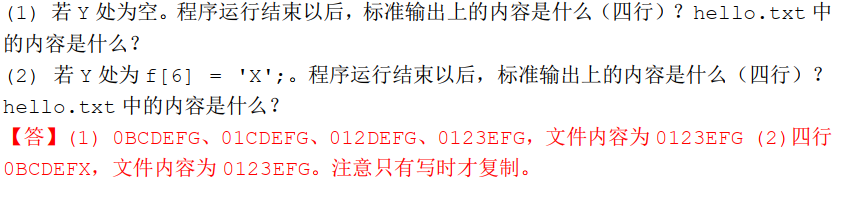 (1) 若 Y 处为空。程序运行结束以后，标准输出上的内容是什么（四行）？hello.txt 中
的内容是什么？
(2) 若 Y 处为 f[6] = 'X';。程序运行结束以后，标准输出上的内容是什么（四行）？
hello.txt 中的内容是什么？
【答】(1) 0BCDEFG、01CDEFG、012DEFG、0123EFG，文件内容为 0123EFG (2)四行
0BCDEFX，文件内容为 0123EFG。注意只有写时才复制。